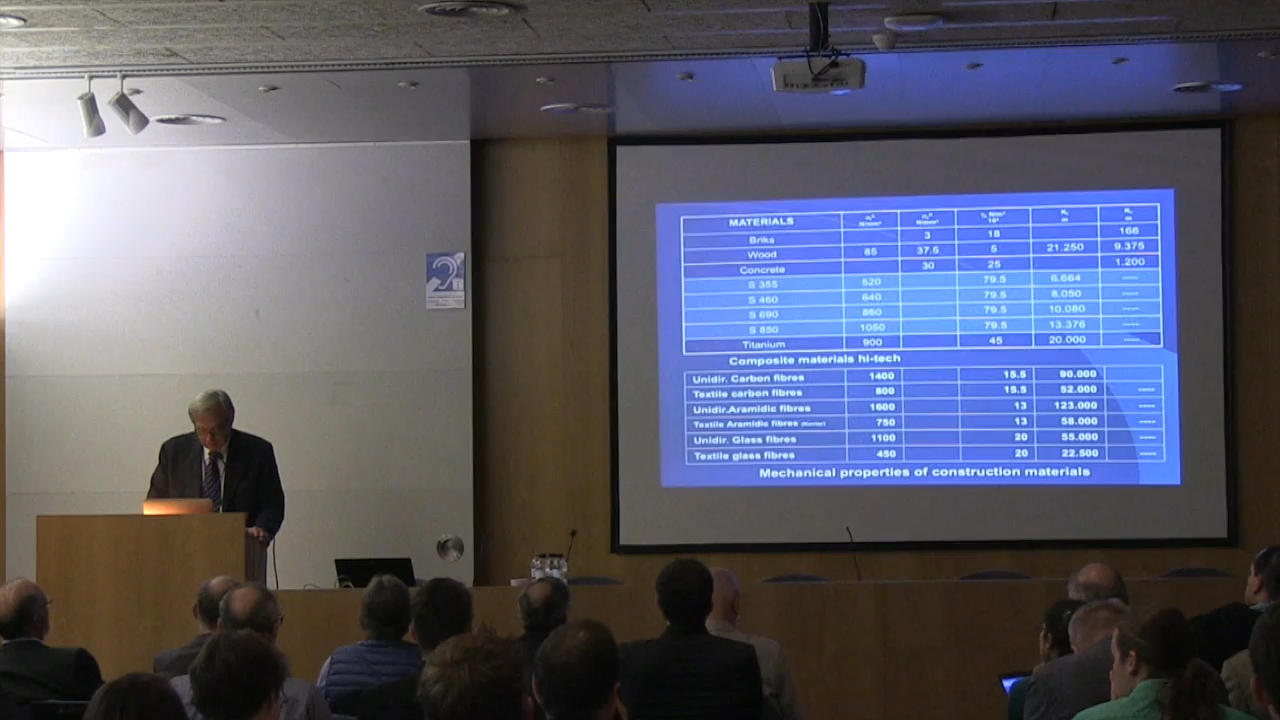 MATERIALS N/mm² N/mm² m m
Briks 3 18 166
Wood 85 37.5 5 21.250 9.375
Concrete 30 25 1.200
S 355 520 79.5 6.664 ----
S 460 640 79.5 8.050 ----
S 690 860 79.5 10.080 ----
S 850 1050 79.5 13.376 ----
Titanium 900 45 20.000 ----
Composite materials hi-tech
Unidir. Carbon fibres 1400 15.5 90.000
Textile carbon fibres 800 15.5 52.000 ----
Unidir.Aramidic fibres 1600 13 123.000 ----
Textile Aramidic fibres 750 13 58.000 ----
Unidir. Glass fibres 1100 20 55.000 ----
Textile glass fibres 450 20 22.500 ----
Mechanical properties of construction materials